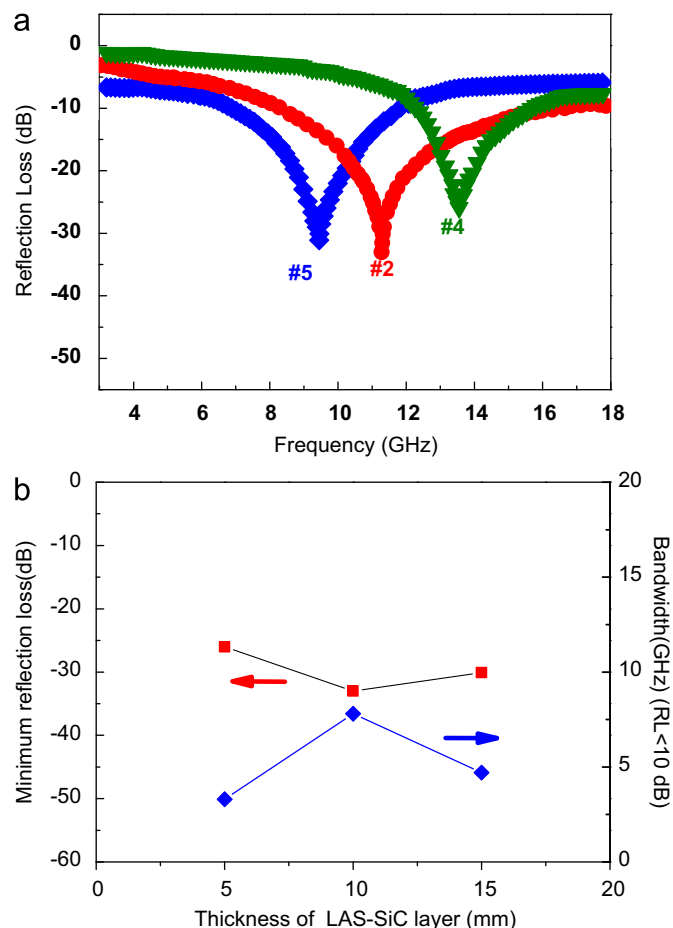 a
0
-10
-20
-30
-40
-50
Reflection Loss (dB)
#5
#2
#4
4 6 8 10 12 14 16 18
Frequency (GHz)
b
0
-10
-20
-30
-40
-50
-60
Minimum reflection loss(dB)
20
15
10
5
0
Bandwidth(GHz) (RL<10 dB)
0 5 10 15 20
Thickness of LAS-SiC layer (mm)